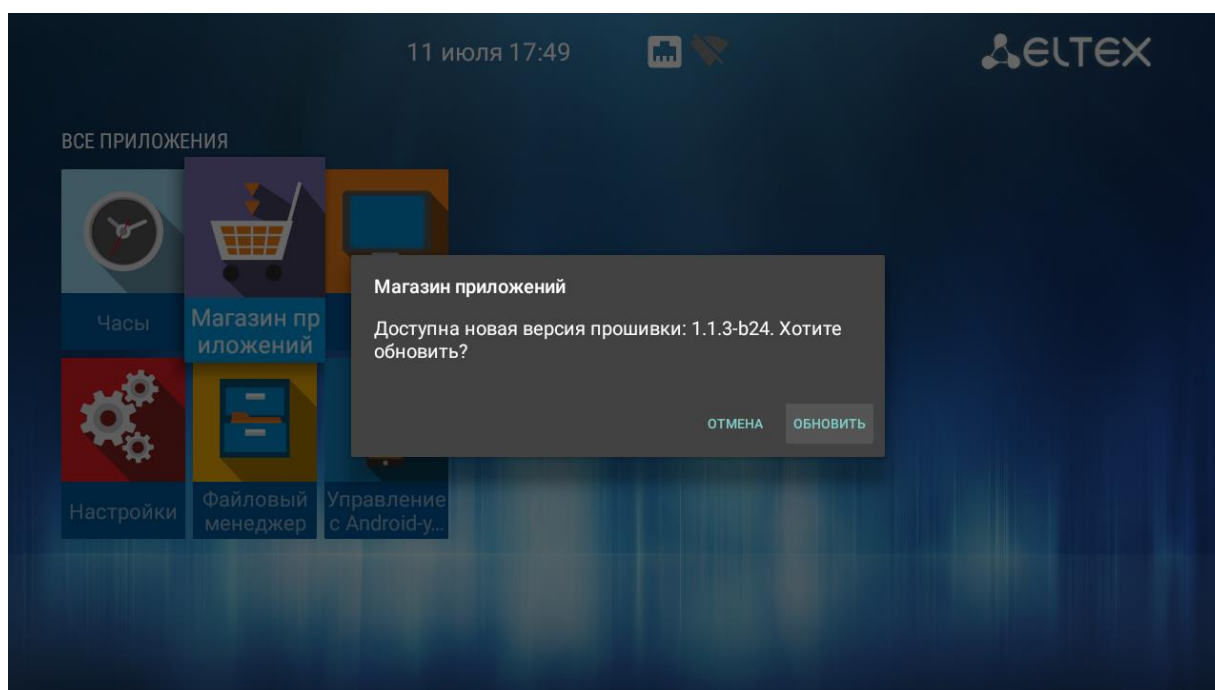 11 июля 17:49
ELTEX
ВСЕ ПРИЛОЖЕНИЯ
Часы
Магазин пр
иложений
Магазин приложений
Доступна новая версия прошивки: 1.1.3-b24. Хотите
обновить?
ОТМЕНА ОБНОВИТЬ
Настройки
Файловый
менеджер
Управление
с Android-у...